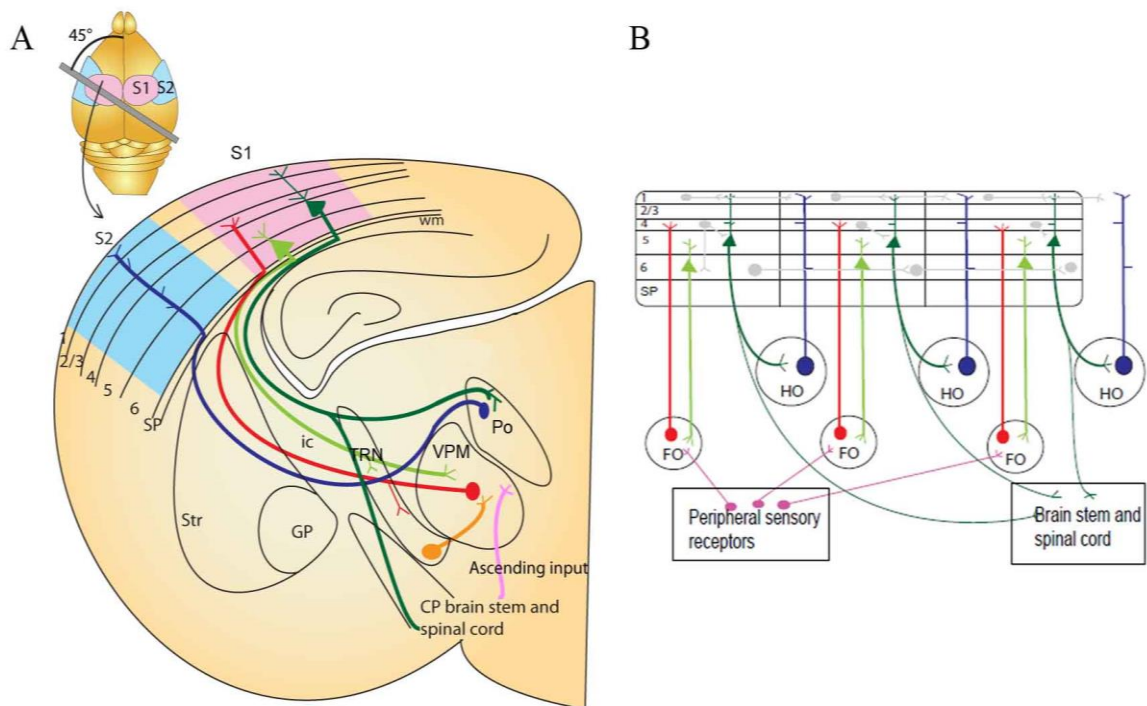 A
45°
S1
S2
S1
S2
wm
1
2/3
4
5
6
SP
ic
TRN
VPM
Po
Str
GP
Ascending input
CP brain stem and
spinal cord
B
1
2/3
4
5
6
SP
HO
HO
HO
FO
FO
FO
Peripheral sensory
receptors
Brain stem and
spinal cord